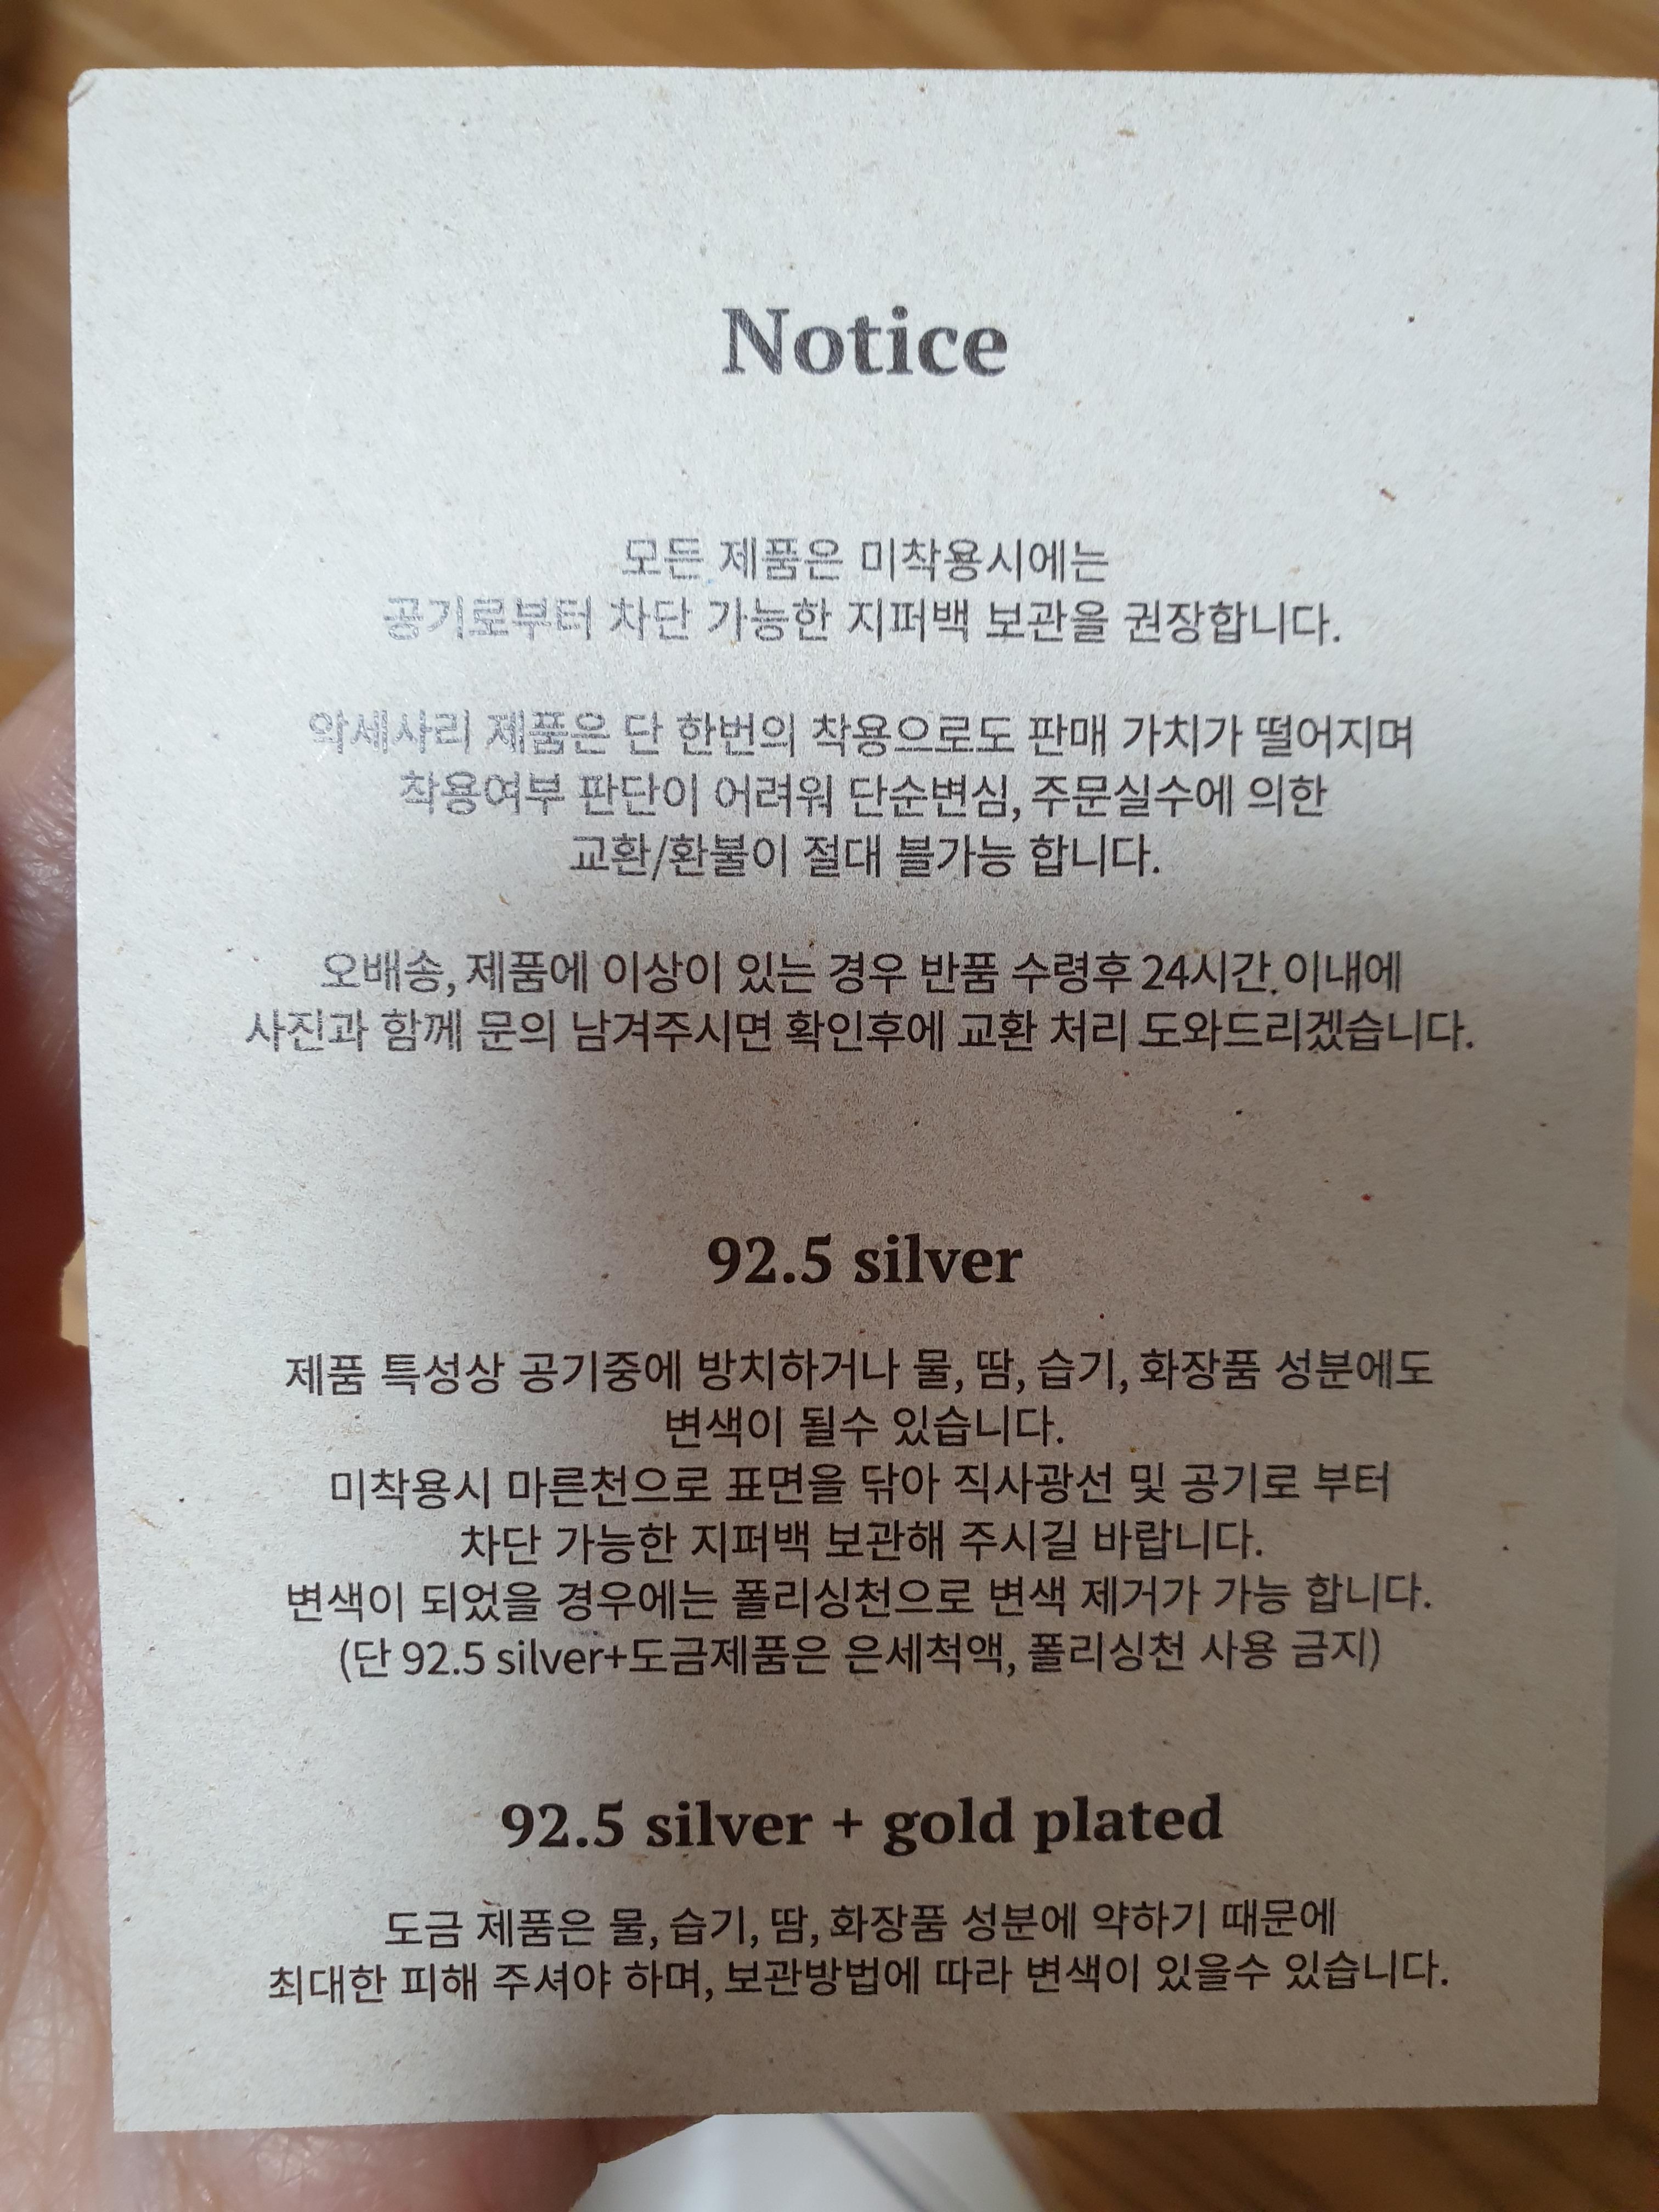 Notice
모든 제품은 미착용시에는
공기로부터 차단 가능한 지퍼백 보관을 권장합니다.
악세사리 제품은 단 한번의 착용으로도 판매 가치가 떨어지며
착용여부 판단이 어려워 단순변심, 주문실수에 의한
교환/환불이 절대 불가능 합니다.
오배송, 제품에 이상이 있는 경우 반품 수령후 24시간 이내에
사진과 함께 문의 남겨주시면 확인후에 교환 처리 도와드리겠습니다.
92.5 silver
제품 특성상 공기중에 방치하거나 물, 땀, 습기, 화장품 성분에도
변색이 될수 있습니다.
미착용시 마른천으로 표면을 닦아 직사광선 및 공기로 부터
차단 가능한 지퍼백 보관해 주시길 바랍니다.
변색이 되었을 경우에는 폴리싱천으로 변색 제거가 가능 합니다.
(단 92.5 silver+도금제품은 은세척액, 폴리싱천 사용 금지)
92.5 silver + gold plated
도금 제품은 물, 습기, 땀, 화장품 성분에 약하기 때문에
최대한 피해 주셔야 하며, 보관방법에 따라 변색이 있을수 있습니다.